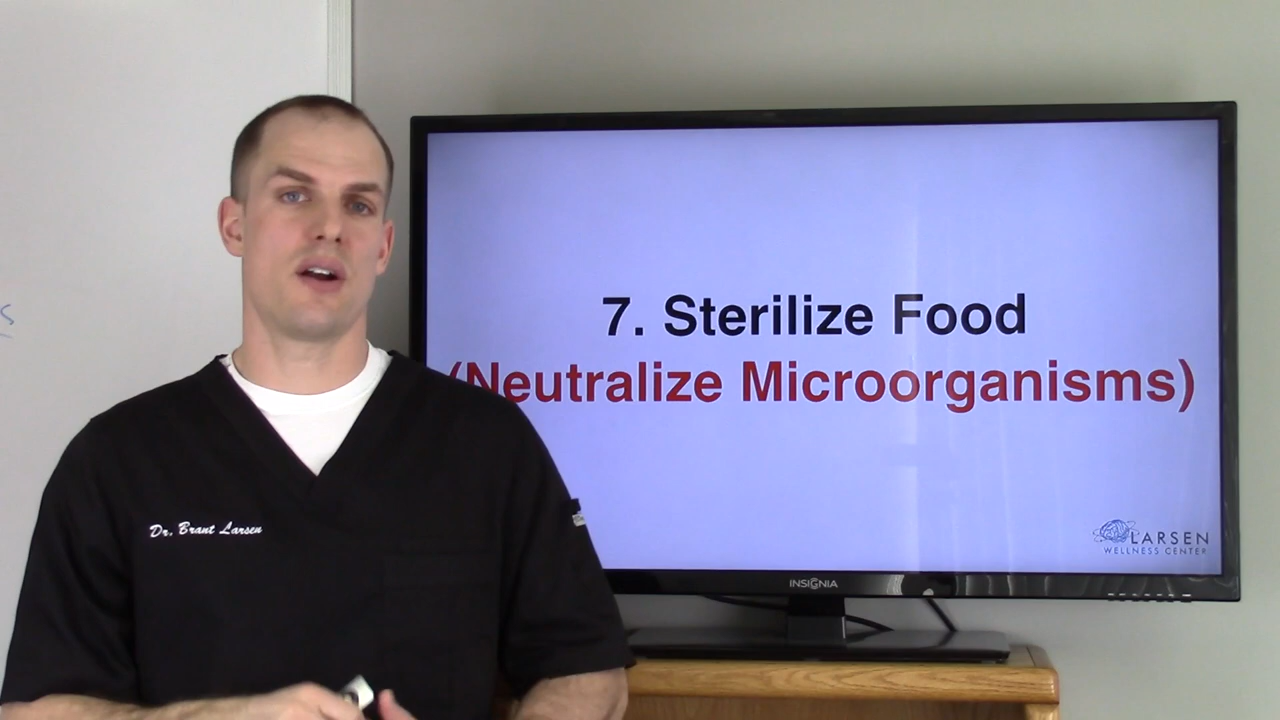 7. Sterilize Food
(Neutralize Microorganisms)
Dr. Brant Larsen
LARSEN
WELLNESS CENTER
INSIGNIA